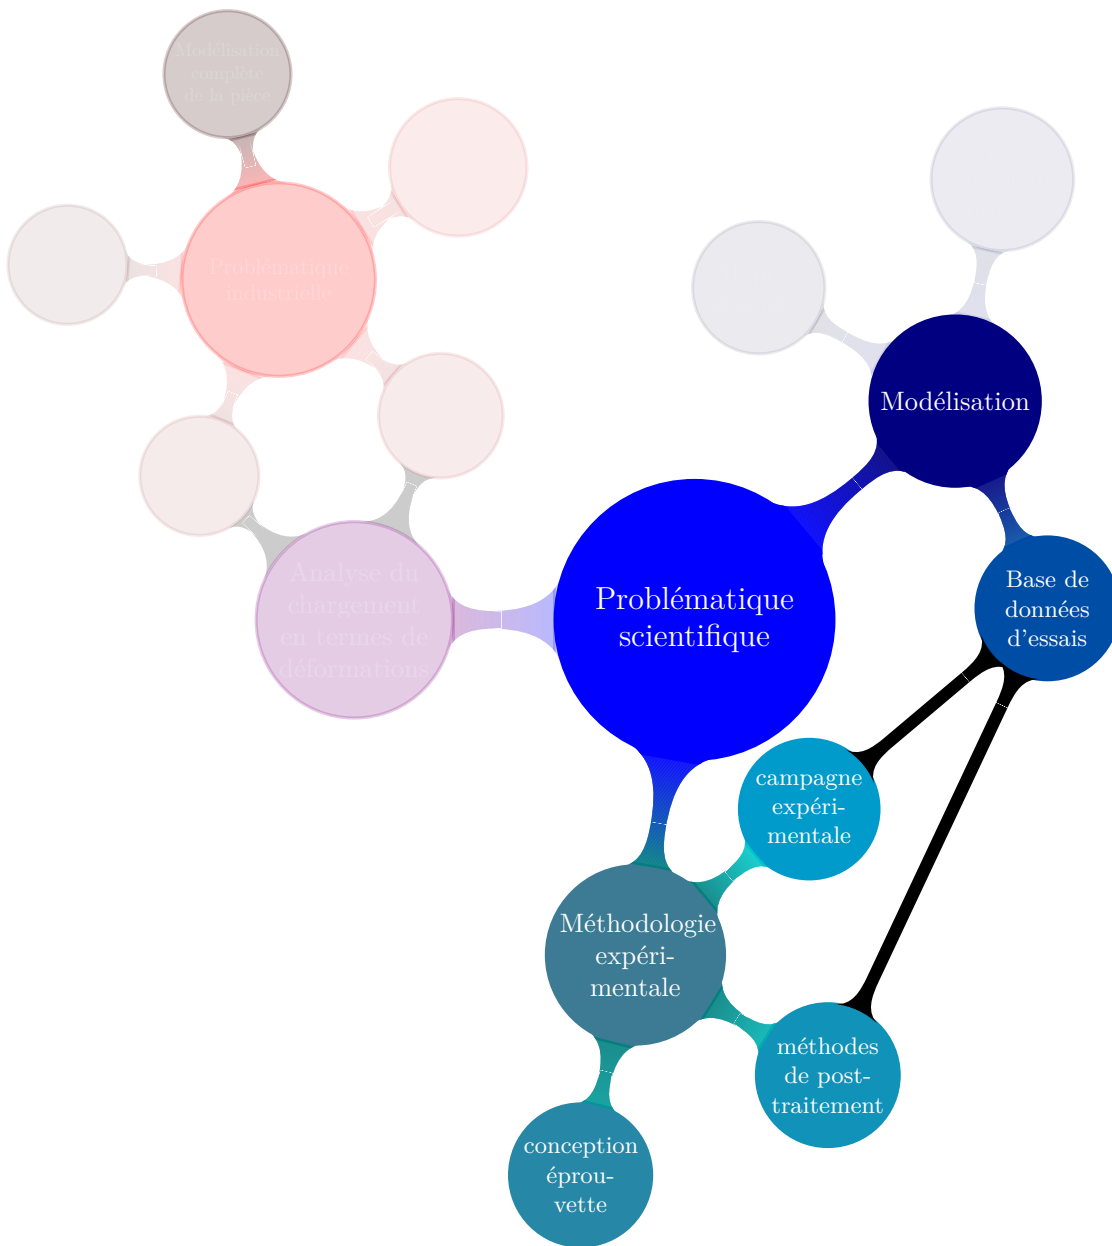 Modélisation
complète
de la pièce
Problématique
industrielle
Modélisation
Analyse du
chargement
en termes de
déformations
Problématique
scientifique
Base de
données
d'essais
campagne
expéri-
mentale
Méthodologie
expéri-
mentale
méthodes
de post-
traitement
conception
éprou-
vette